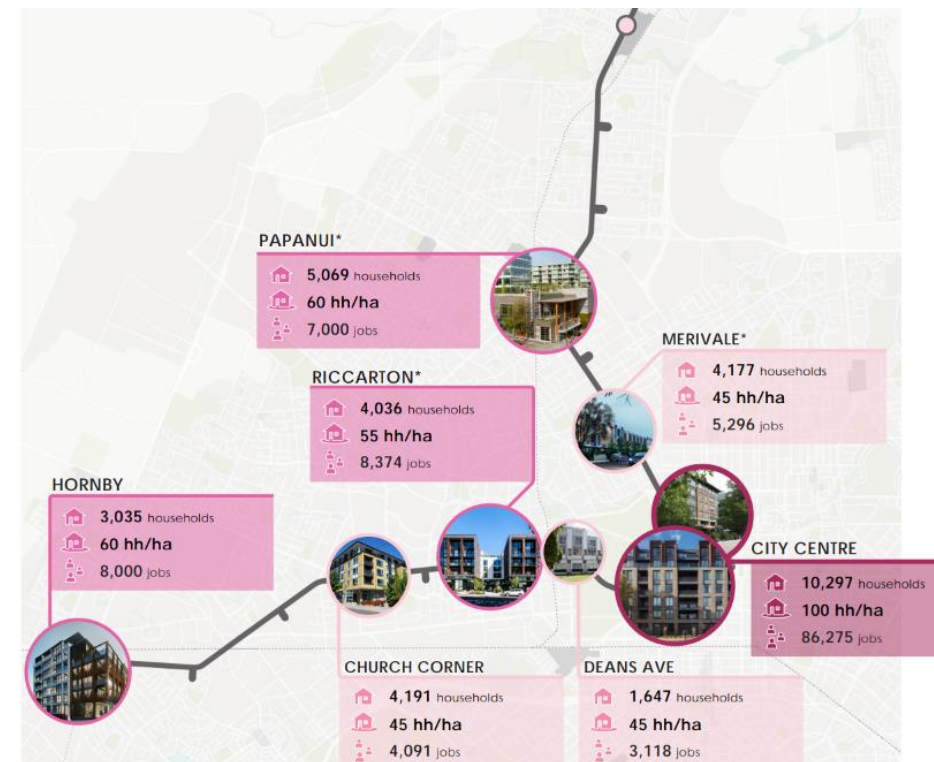 PAPANUI*
5,069 households
60 hh/ha
7,000 jobs
MERIVALE*
4,177 households
45 hh/ha
5,296 jobs
RICCARTON*
4,036 households
55 hh/ha
8,374 jobs
HORNBY
3,035 households
60 hh/ha
8,000 jobs
CITY CENTRE
10,297 households
100 hh/ha
86,275 jobs
CHURCH CORNER
4,191 households
45 hh/ha
4,091 jobs
DEANS AVE
1,647 households
45 hh/ha
3,118 jobs